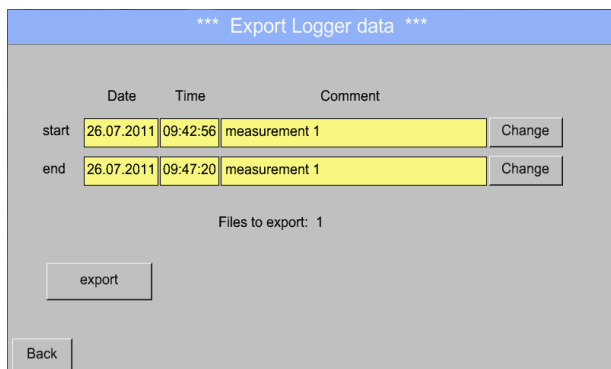 *** Export Logger data ***
Date Time Comment
start 26.07.2011 09:42:56 measurement 1 Change
end 26.07.2011 09:47:20 measurement 1 Change
Files to export: 1
export
Back